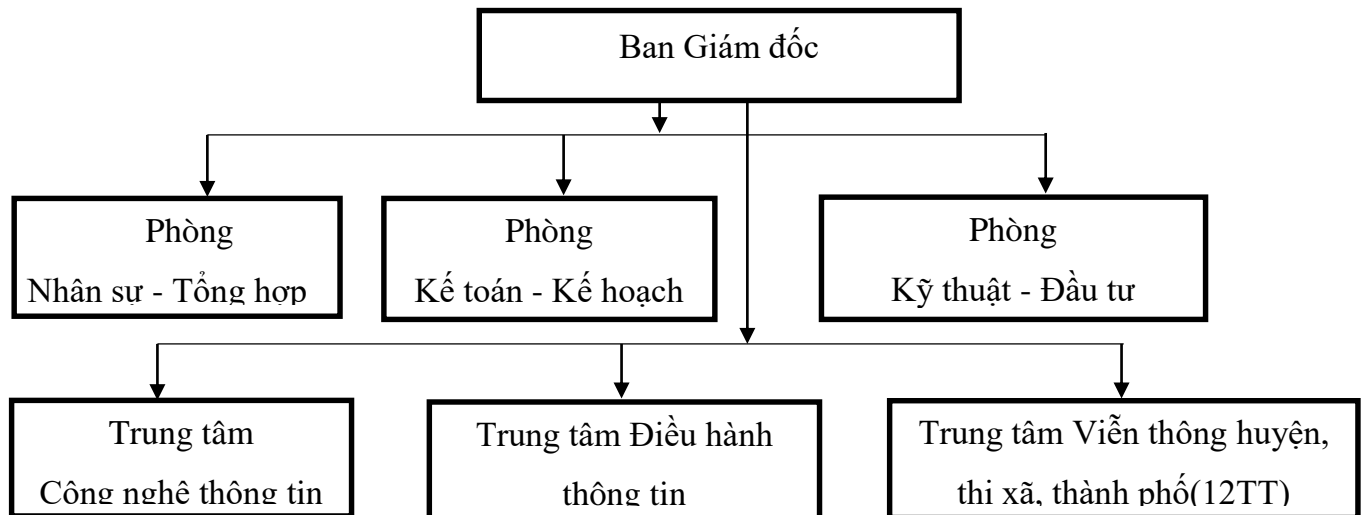 Ban Giám đốc
Phòng
Nhân sự - Tổng hợp
Phòng
Kế toán - Kế hoạch
Phòng
Kỹ thuật - Đầu tư
Trung tâm
Công nghệ thông tin
Trung tâm Điều hành
thông tin
Trung tâm Viễn thông huyện,
thị xã, thành phố(12TT)